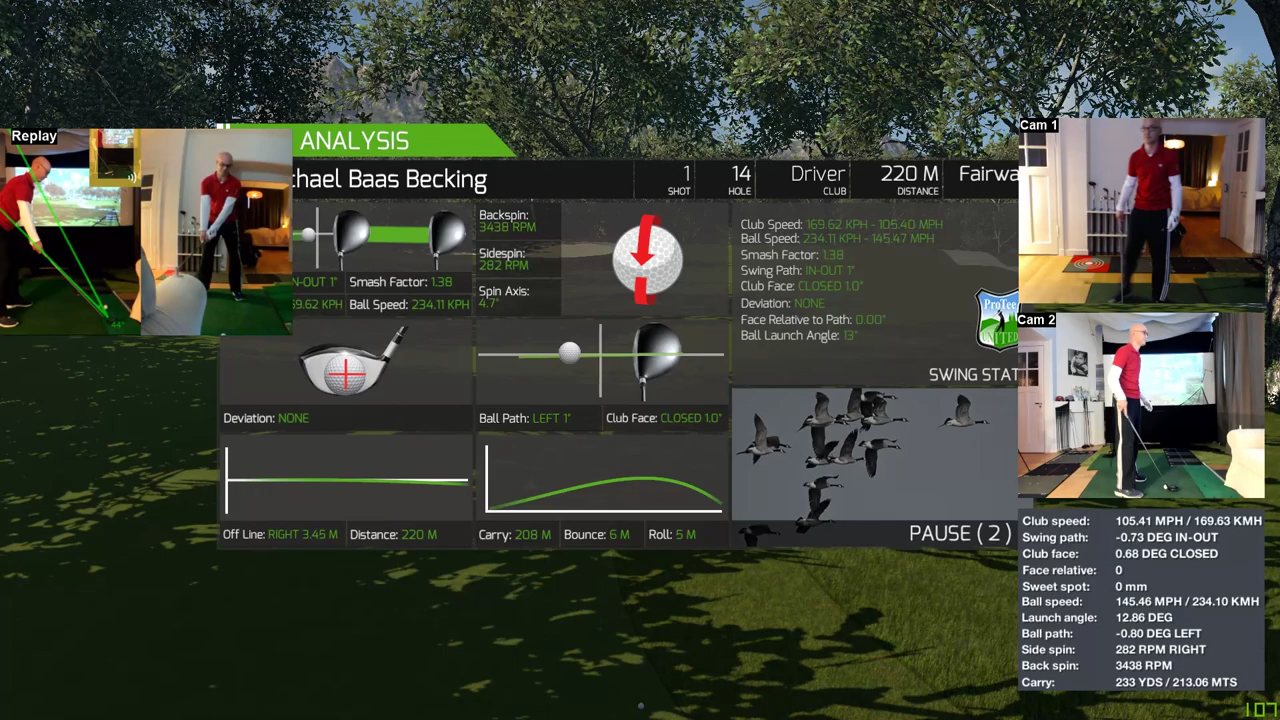 Replay
ANALYSIS
Cam 1
chael Baas Becking
1
SHOT
14
HOLE
Driver
CLUB
220 M
DISTANCE
Fairwa
Backspin:
3438 RPM
Sidespin:
282 RPM
Spin Axis:
4.7°
N-OUT 1° Smash Factor: 1.38
69.62 KPH Ball Speed: 234.11 KPH
Club Speed: 169.62 KPH - 105.40 MPH
Ball Speed: 234.11 KPH - 145.47 MPH
Smash Factor: 1.38
Swing Path: IN-OUT 1°
Club Face: CLOSED 1.0°
Deviation: NONE
Face Relative to Path: 0.00°
Ball Launch Angle: 13°
ProTee
UNITED
Cam 2
44°
SWING STAT
Deviation: NONE
Ball Path: LEFT 1°
Club Face: CLOSED 1.0°
Off Line: RIGHT 3.45 M
Distance: 220 M
Carry: 208 M
Bounce: 6 M
Roll: 5 M
PAUSE ( 2 )
Club speed: 105.41 MPH / 169.63 KMH
Swing path: -0.73 DEG IN-OUT
Club face: 0.68 DEG CLOSED
Face relative: 0
Sweet spot: 0 mm
Ball speed: 145.46 MPH / 234.10 KMH
Launch angle: 12.86 DEG
Ball path: -0.80 DEG LEFT
Side spin: 282 RPM RIGHT
Back spin: 3438 RPM
Carry: 233 YDS / 213.06 MTS
107